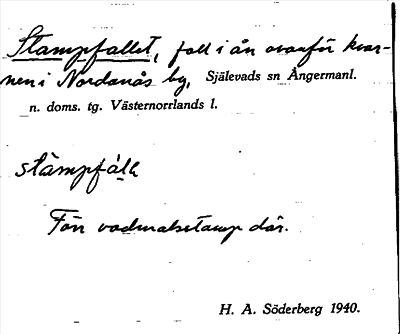 Stampfallet, fall i ån ovanför kvar-
nen i Nordanås by, Själevads sn Ångermanl.
n. doms. tg. Västernorrlands l.
stàmpfáll
Förr vadmalsstamp där.
H. A. Söderberg 1940.